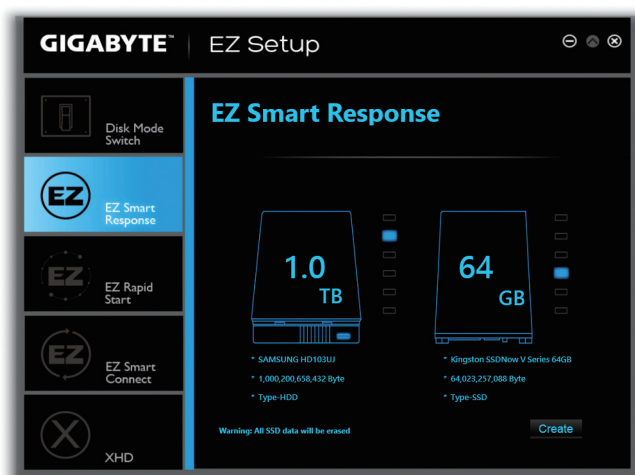 GIGABYTE™ EZ Setup
EZ
Disk Mode
Switch
EZ
EZ Smart
Response
EZ
EZ Rapid
Start
EZ
EZ Smart
Connect
X
XHD
EZ Smart Response
1.0
TB
64
GB
* SAMSUNG HD103UJ
* 1,000,200,658,432 Byte
* Type-HDD
* Kingston SSDNow V Series 64GB
* 64,023,257,088 Byte
* Type-SSD
Warning: All SSD data will be erased
Create